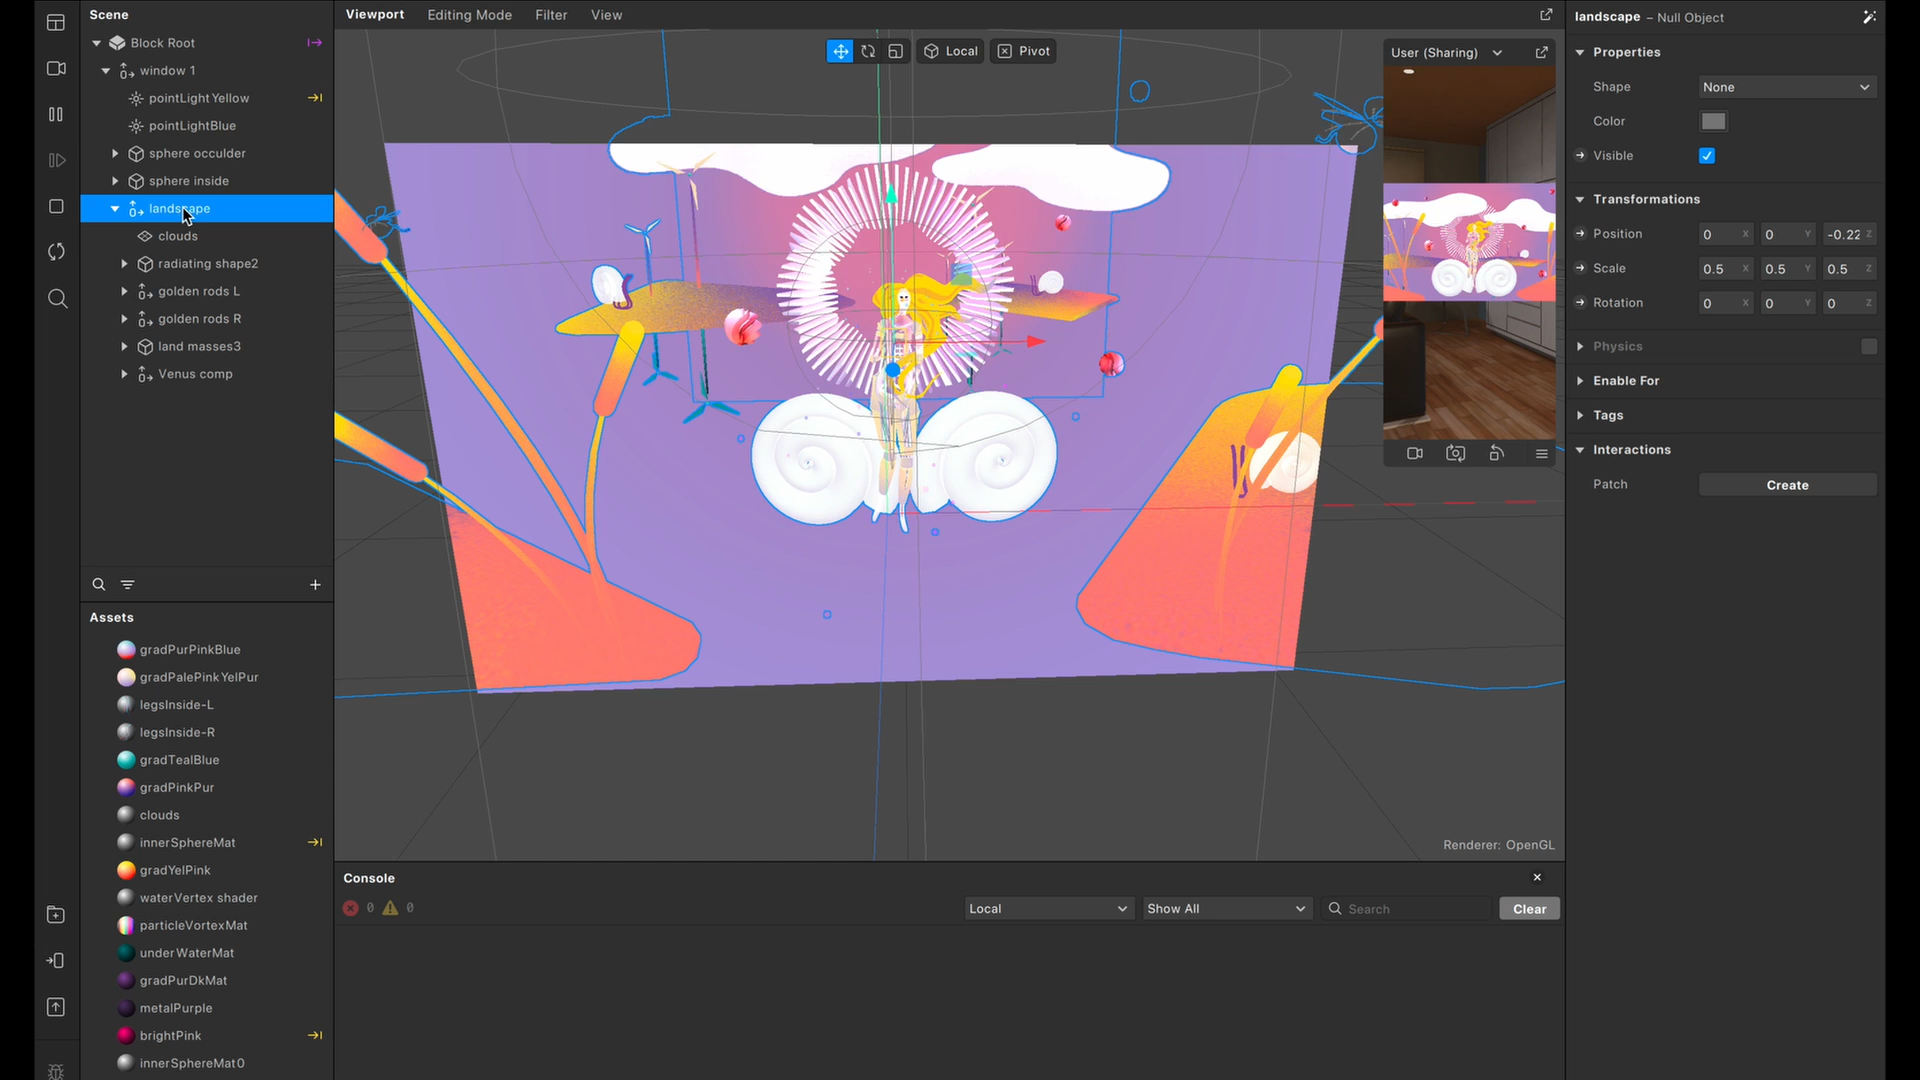 Scene
Block Root
window 1
pointLightYellow
pointLightBlue
sphere occulder
sphere inside
landscape
clouds
radiating shape2
golden rods L
golden rods R
land masses3
Venus comp
Assets
gradPurPinkBlue
gradPalePinkYelPur
legsInside-L
legsInside-R
gradTealBlue
gradPinkPur
clouds
innerSphereMat
gradYelPink
waterVertex shader
particleVortexMat
underWaterMat
gradPurDkMat
metalPurple
brightPink
innerSphereMat0
Viewport Editing Mode Filter View
Local Pivot
User (Sharing)
Renderer: OpenGL
Console
0 0 Local Show All Search Clear
landscape – Null Object
Properties
Shape None
Color
Visible
Transformations
Position 0 X 0 Y -0.22 Z
Scale 0.5 X 0.5 Y 0.5 Z
Rotation 0 X 0 Y 0 Z
Physics
Enable For
Tags
Interactions
Patch Create